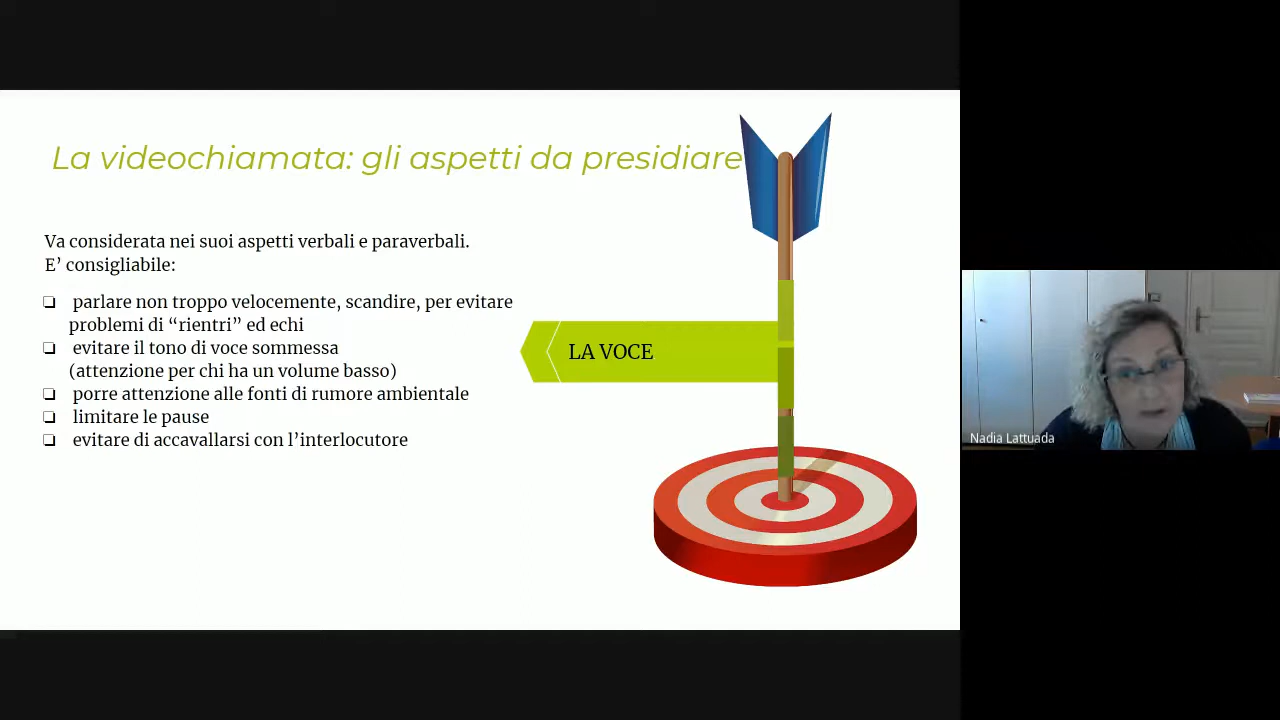 La videochiamata: gli aspetti da presidiare
Va considerata nei suoi aspetti verbali e paraverbali.
E’ consigliabile:
❏ parlare non troppo velocemente, scandire, per evitare
problemi di “rientri” ed echi
❏ evitare il tono di voce sommessa
(attenzione per chi ha un volume basso)
❏ porre attenzione alle fonti di rumore ambientale
❏ limitare le pause
❏ evitare di accavallarsi con l’interlocutore
LA VOCE
Nadia Lattuada